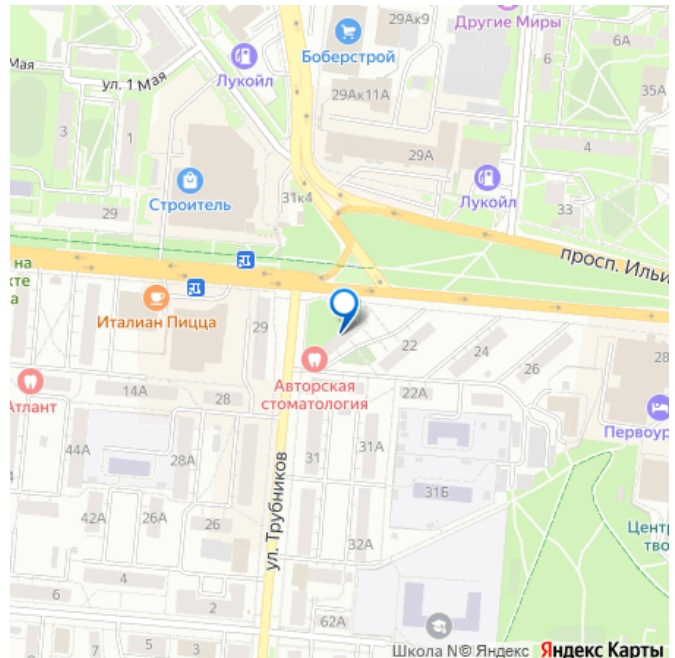 29Ак9
Другие Миры
Боберстрой
6А
6
Мая
ул. 1 Мая
Лукойл
29Ак11А
35А
3
1
29А
4
Строитель
31к4
Лукойл
29
33
просп. Ильи
на
кте
а
Италиан Пицца
29
22
24
26
28
Авторская
стоматология
Атлант
14А
28
22А
Первоур
44А
28А
31
31А
31Б
ул. Трубников
42А
26А
26
32А
Центр
тво
4
2
62А
7
5
3
Школа №
© Яндекс
Яндекс Карты